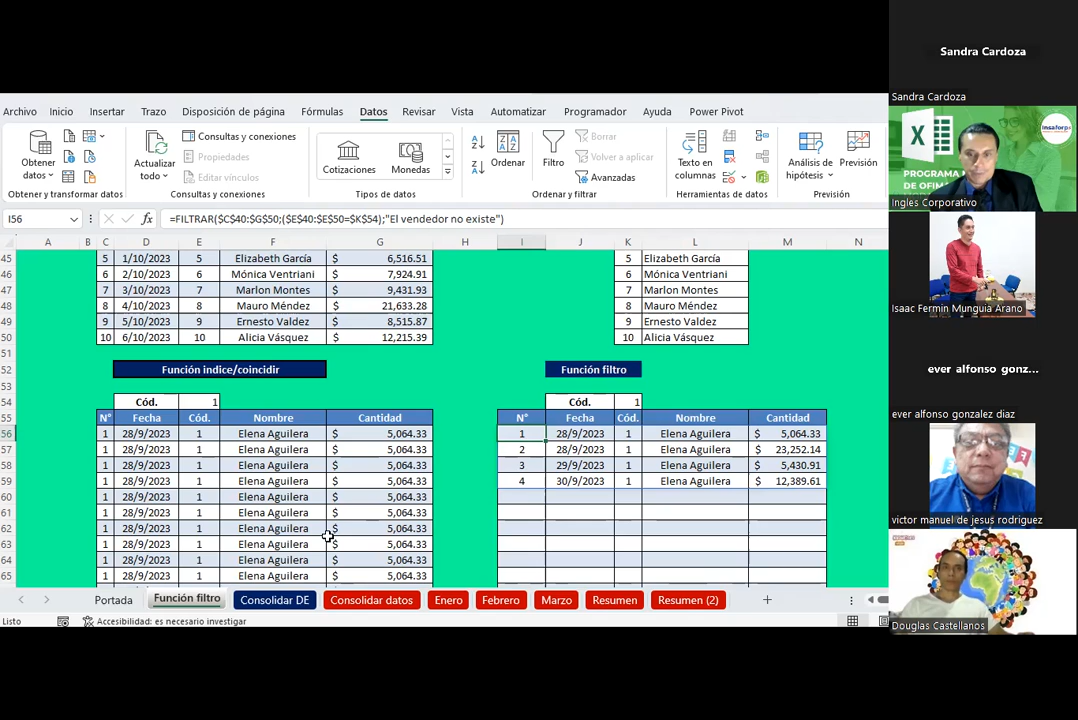 Archivo Inicio Insertar Trazo Disposición de página Fórmulas Datos Revisar Vista Automatizar Programador Ayuda Power Pivot
Obtener datos
Actualizar todo
Consultas y conexiones
Propiedades
Editar vínculos
Cotizaciones
Monedas
Ordenar
Filtro
Borrar
Volver a aplicar
Avanzadas
Texto en columnas
Análisis de hipótesis
Previsión
Obtener y transformar datos Consultas y conexiones Tipos de datos Ordenar y filtrar Herramientas de datos Previsión
I56 fx =FILTRAR($C$40:$G$50;($E$40:$E$50=$K$54);"El vendedor no existe")
A B C D E F G H I J K L M N
45 5 1/10/2023 5 Elizabeth García $ 6,516.51 5 Elizabeth García
46 6 2/10/2023 6 Mónica Ventriani $ 7,924.91 6 Mónica Ventriani
47 7 3/10/2023 7 Marlon Montes $ 9,431.93 7 Marlon Montes
48 8 4/10/2023 8 Mauro Méndez $ 21,633.28 8 Mauro Méndez
49 9 5/10/2023 9 Ernesto Valdez $ 8,515.87 9 Ernesto Valdez
50 10 6/10/2023 10 Alicia Vásquez $ 12,215.39 10 Alicia Vásquez
51
52 Función indice/coincidir Función filtro
53
54 Cód. 1 Cód. 1
55 N° Fecha Cód. Nombre Cantidad N° Fecha Cód. Nombre Cantidad
56 1 28/9/2023 1 Elena Aguilera $ 5,064.33 1 28/9/2023 1 Elena Aguilera $ 5,064.33
57 1 28/9/2023 1 Elena Aguilera $ 5,064.33 2 28/9/2023 1 Elena Aguilera $ 23,252.14
58 1 28/9/2023 1 Elena Aguilera $ 5,064.33 3 29/9/2023 1 Elena Aguilera $ 5,430.91
59 1 28/9/2023 1 Elena Aguilera $ 5,064.33 4 30/9/2023 1 Elena Aguilera $ 12,389.61
60 1 28/9/2023 1 Elena Aguilera $ 5,064.33
61 1 28/9/2023 1 Elena Aguilera $ 5,064.33
62 1 28/9/2023 1 Elena Aguilera $ 5,064.33
63 1 28/9/2023 1 Elena Aguilera $ 5,064.33
64 1 28/9/2023 1 Elena Aguilera $ 5,064.33
65 1 28/9/2023 1 Elena Aguilera $ 5,064.33
Portada Función filtro Consolidar DE Consolidar datos Enero Febrero Marzo Resumen Resumen (2)
Listo Accesibilidad: es necesario investigar
Sandra Cardoza
Sandra Cardoza
insaforp
PROGRAMA
DE OFIM
Ingles Corporativo
Isaac Fermin Munguia Arano
ever alfonso gonz...
ever alfonso gonzalez diaz
victor manuel de jesus rodriguez
Douglas Castellanos